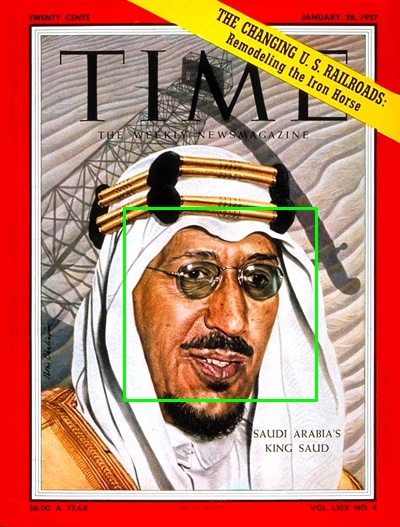 TWENTY CENTS
JANUARY 28, 1957
THE CHANGING U.S. RAILROADS:
Remodeling the Iron Horse
TIME
THE WEEKLY NEWSMAGAZINE
SAUDI ARABIA'S
KING SAUD
$6.00 A YEAR
VOL. LXIX NO. 4